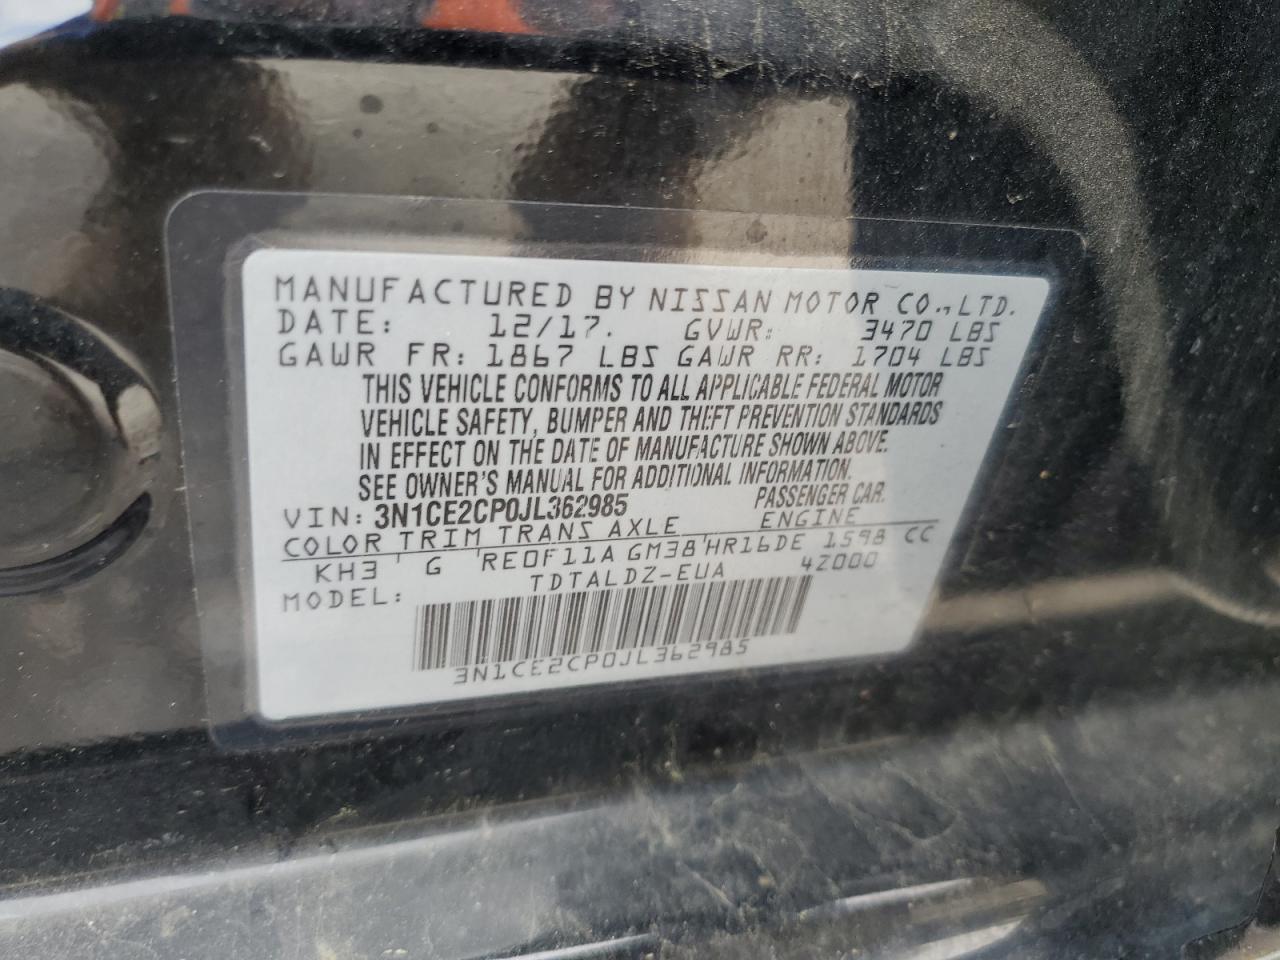 MANUFACTURED BY NISSAN MOTOR CO., LTD.
DATE: 12/17. GVWR: 3470 LBS
GAWR FR: 1867 LBS GAWR RR: 1704 LBS
THIS VEHICLE CONFORMS TO ALL APPLICABLE FEDERAL MOTOR
VEHICLE SAFETY, BUMPER AND THEFT PREVENTION STANDARDS
IN EFFECT ON THE DATE OF MANUFACTURE SHOWN ABOVE.
SEE OWNER'S MANUAL FOR ADDITIONAL INFORMATION.
VIN: 3N1CE2CP0JL362985 PASSENGER CAR.
COLOR TRIM TRANS AXLE ENGINE
KH3 ' G 'RE0F11A GM38'HR16DE 1598 CC
MODEL: TDTALDZ-EUA 42000
3N1CE2CP0JL362985